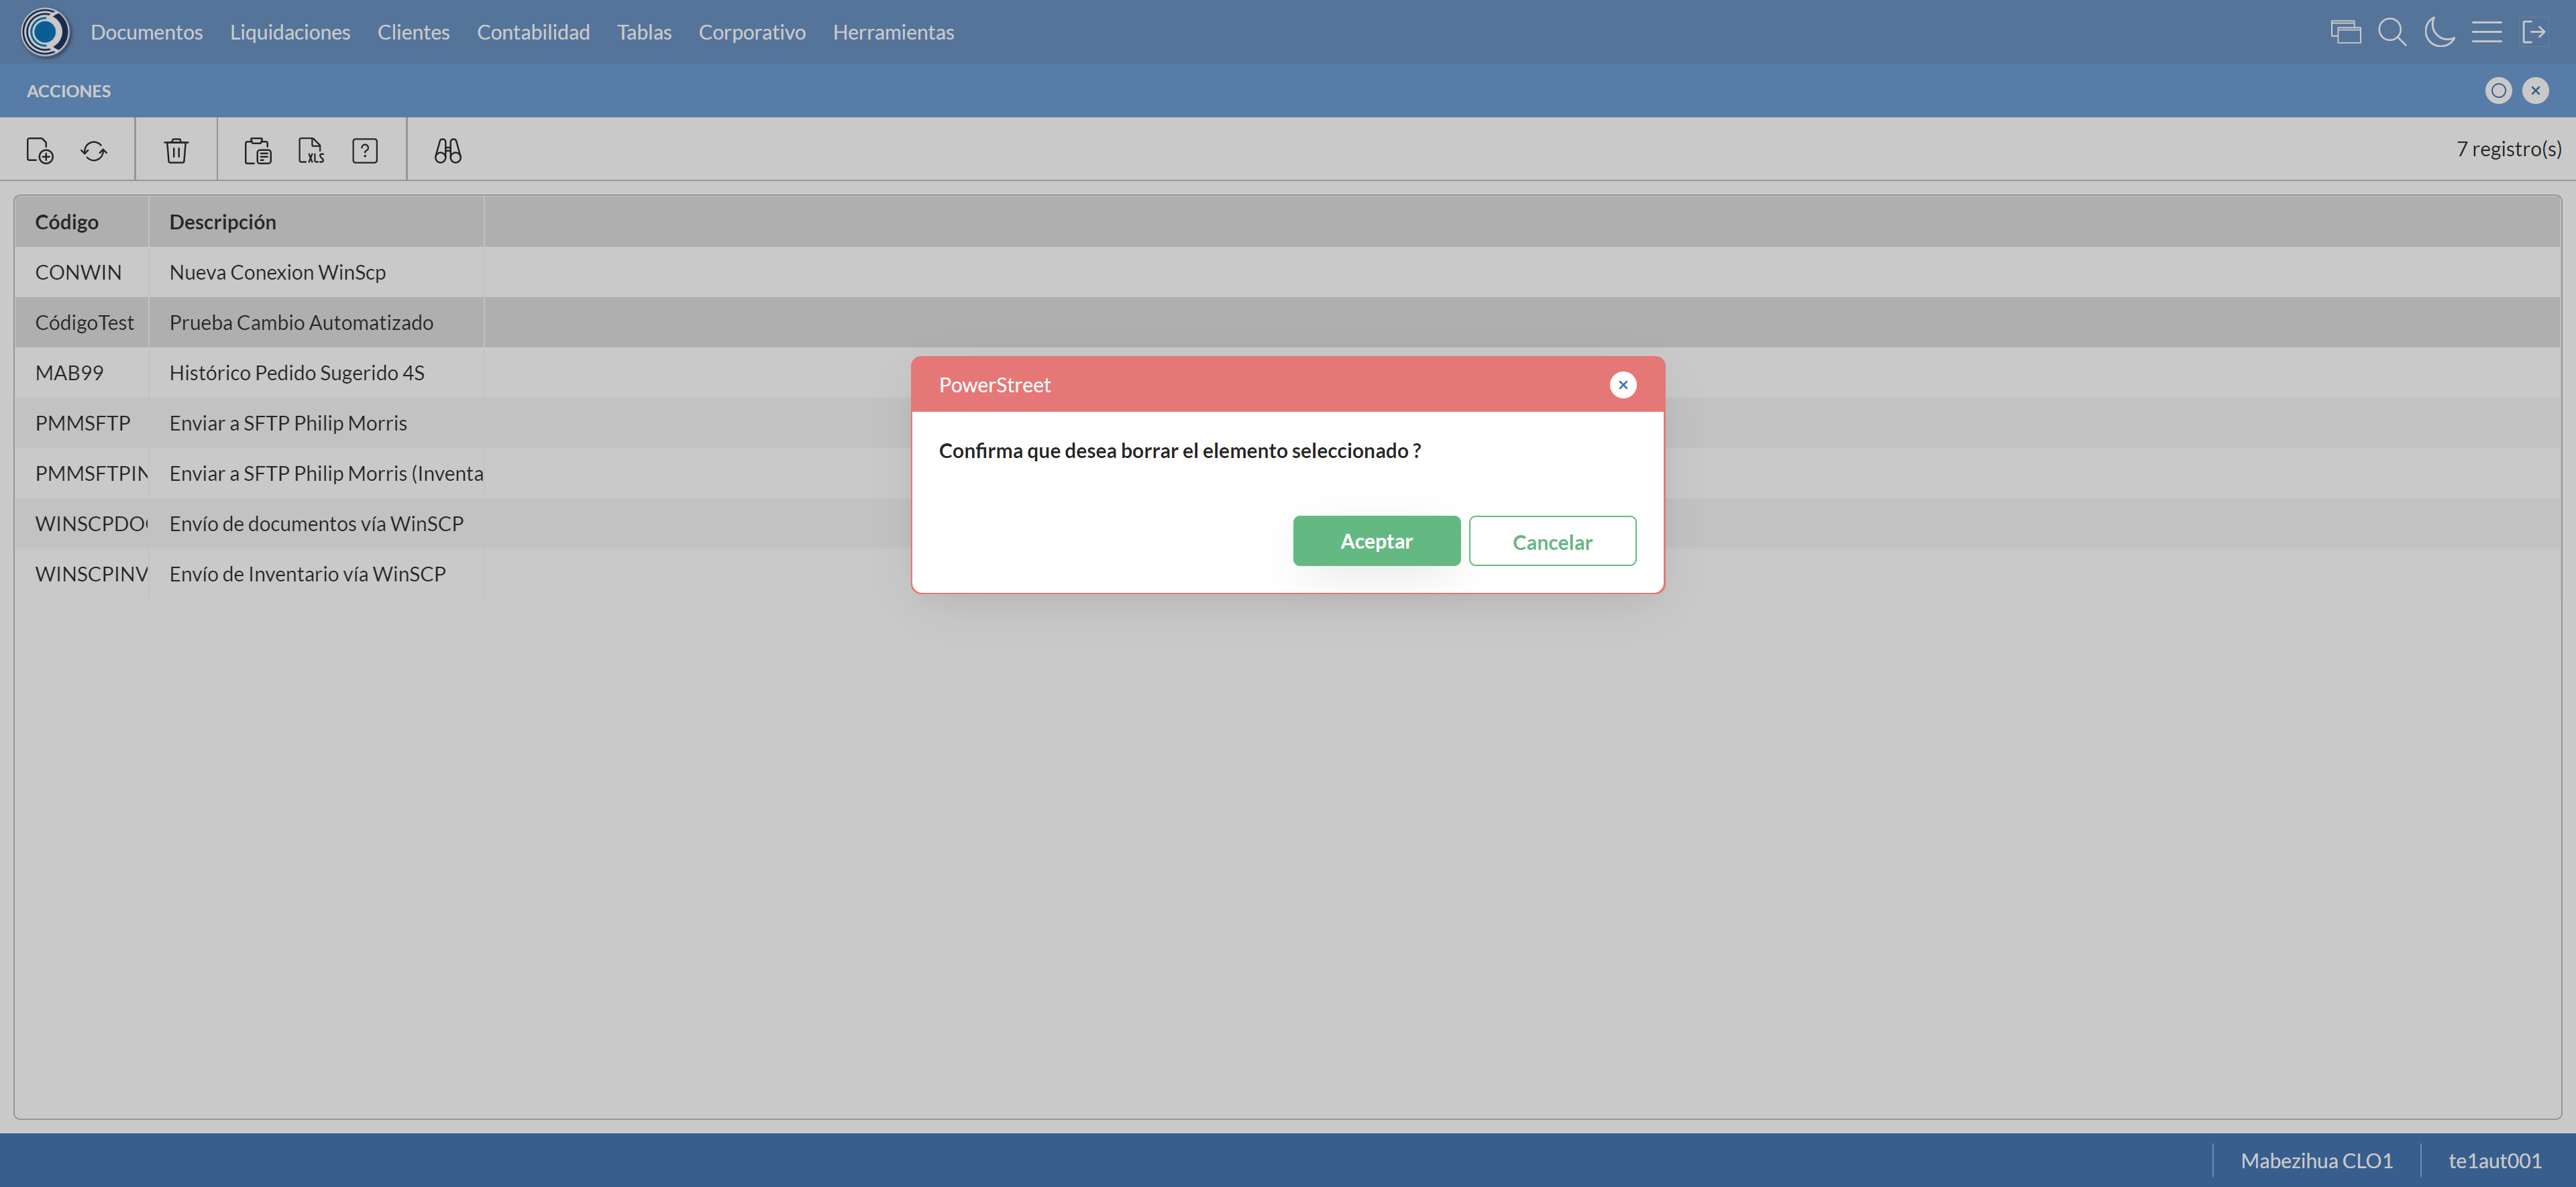 Documentos Liquidaciones Clientes Contabilidad Tablas Corporativo Herramientas
ACCIONES
XLS ? 7 registro(s)
Código Descripción
CONWIN Nueva Conexion WinScp
CódigoTest Prueba Cambio Automatizado
MAB99 Histórico Pedido Sugerido 4S
PMMSFTP Enviar a SFTP Philip Morris
PMMSFTPIN Enviar a SFTP Philip Morris (Inventa
WINSCPDO Envío de documentos vía WinSCP
WINSCPINV Envío de Inventario vía WinSCP
PowerStreet
Confirma que desea borrar el elemento seleccionado ?
Aceptar Cancelar
Mabezihua CLO1 te1aut001